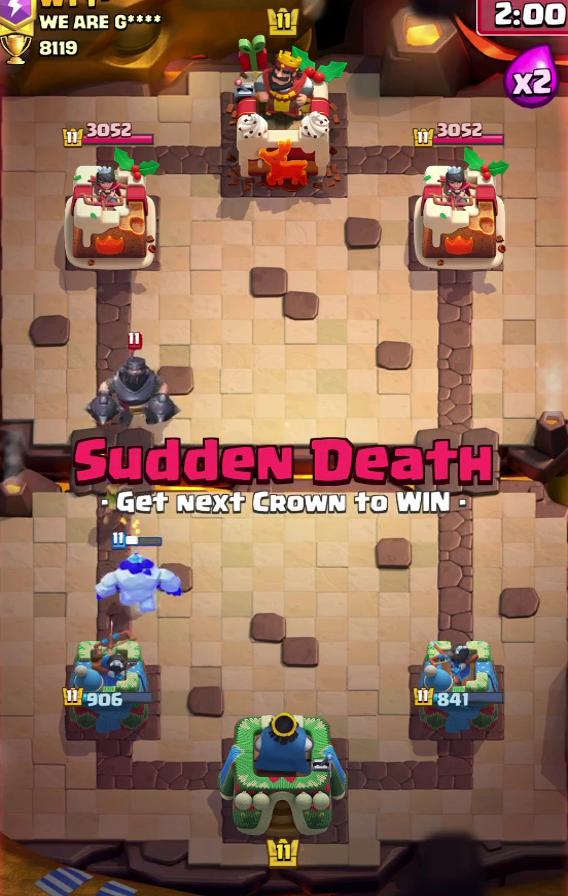 WE ARE G****
8119
11
2:00
x2
11 3052
11 3052
11
Sudden Death
· Get next Crown to WIN ·
11
11 906
11 841
11